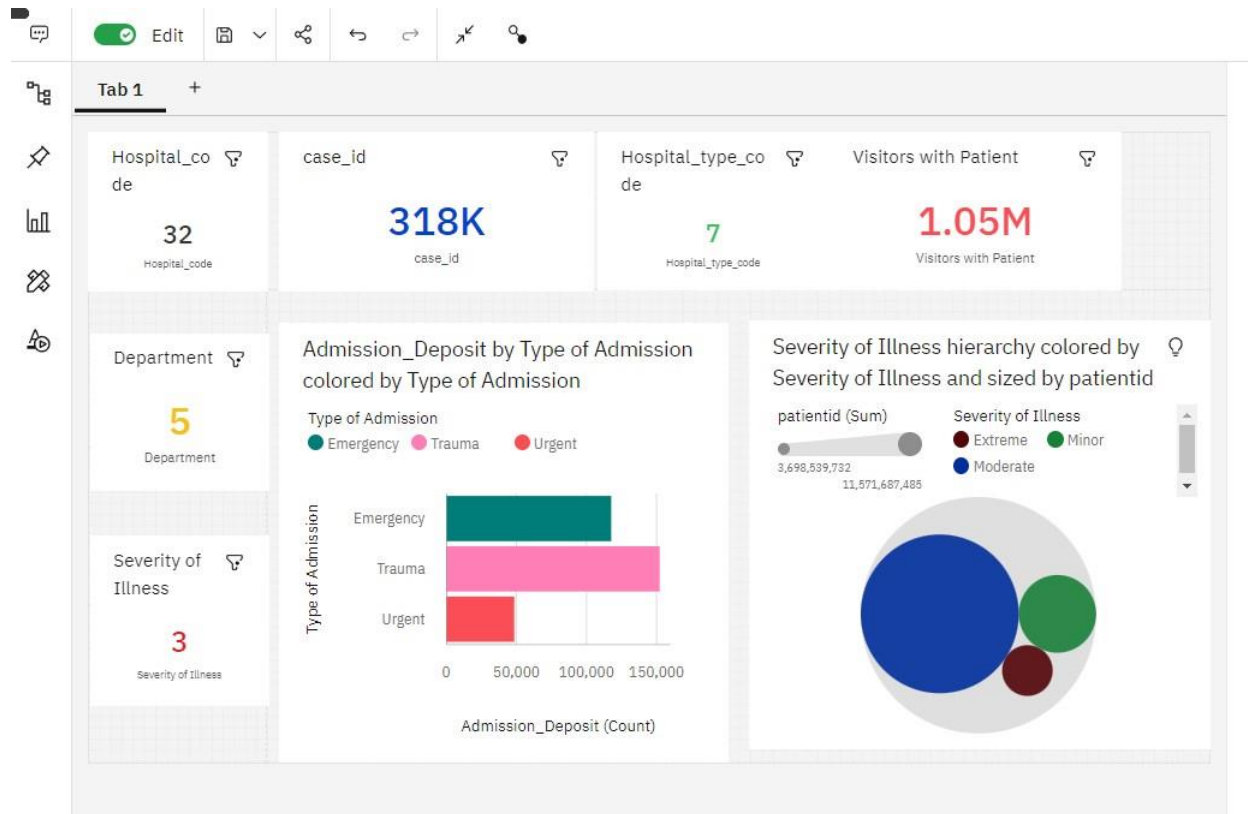 Edit
Tab 1
+
Hospital_co
de
32
Hospital_code
case_id
318K
case_id
Hospital_type_co
de
7
Hospital_type_code
Visitors with Patient
1.05M
Visitors with Patient
Department
5
Department
Severity of
Illness
3
Severity of Illness
Admission_Deposit by Type of Admission
colored by Type of Admission
Type of Admission
Emergency Trauma Urgent
Type of Admission
Emergency
Trauma
Urgent
0 50,000 100,000 150,000
Admission_Deposit (Count)
Severity of Illness hierarchy colored by
Severity of Illness and sized by patientid
patientid (Sum)
3,698,539,732
11,571,687,485
Severity of Illness
Extreme Minor
Moderate